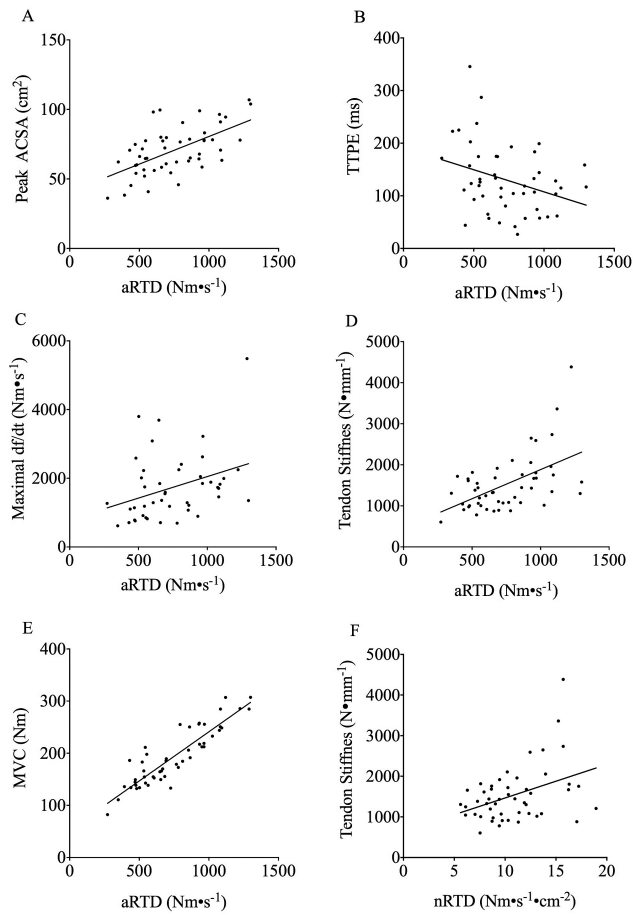 A
Peak ACSA (cm²)
150
100
50
0
0 500 1000 1500
aRTD (Nm•s⁻¹)
B
TTPE (ms)
400
300
200
100
0
0 500 1000 1500
aRTD (Nm•s⁻¹)
C
Maximal df/dt (Nm•s⁻¹)
6000
4000
2000
0
0 500 1000 1500
aRTD (Nm•s⁻¹)
D
Tendon Stiffnes (N•mm⁻¹)
5000
4000
3000
2000
1000
0
0 500 1000 1500
aRTD (Nm•s⁻¹)
E
MVC (Nm)
400
300
200
100
0
0 500 1000 1500
aRTD (Nm•s⁻¹)
F
Tendon Stiffnes (N•mm⁻¹)
5000
4000
3000
2000
1000
0
0 5 10 15 20
nRTD (Nm•s⁻¹•cm⁻²)